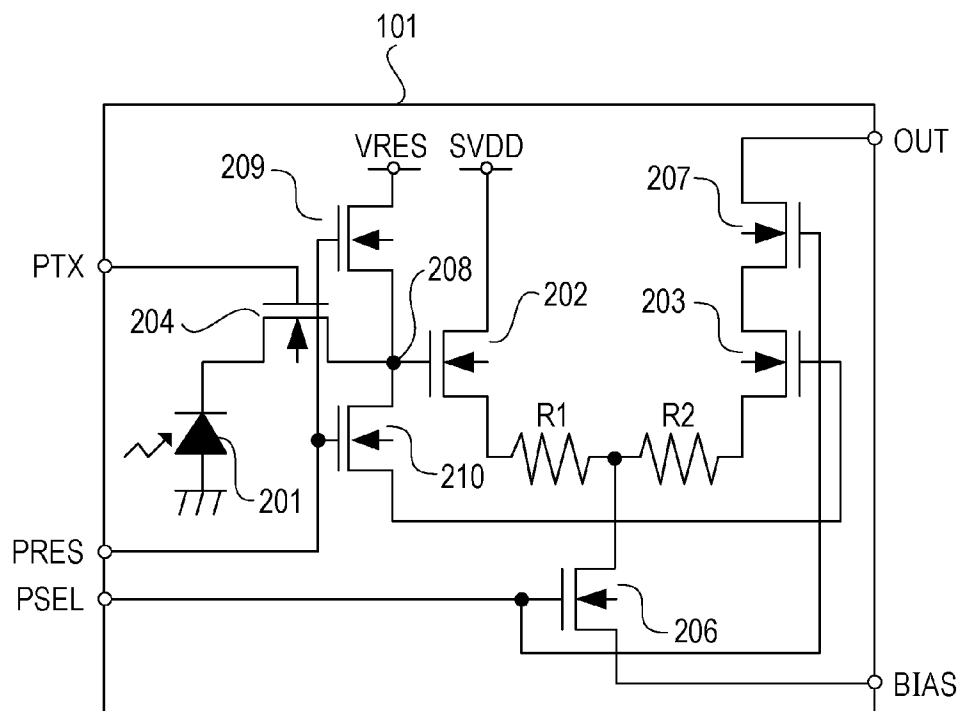 101
VRES SVDD
OUT
209
207
PTX
208
202
203
204
R1 R2
201
210
PRES
PSEL
206
BIAS